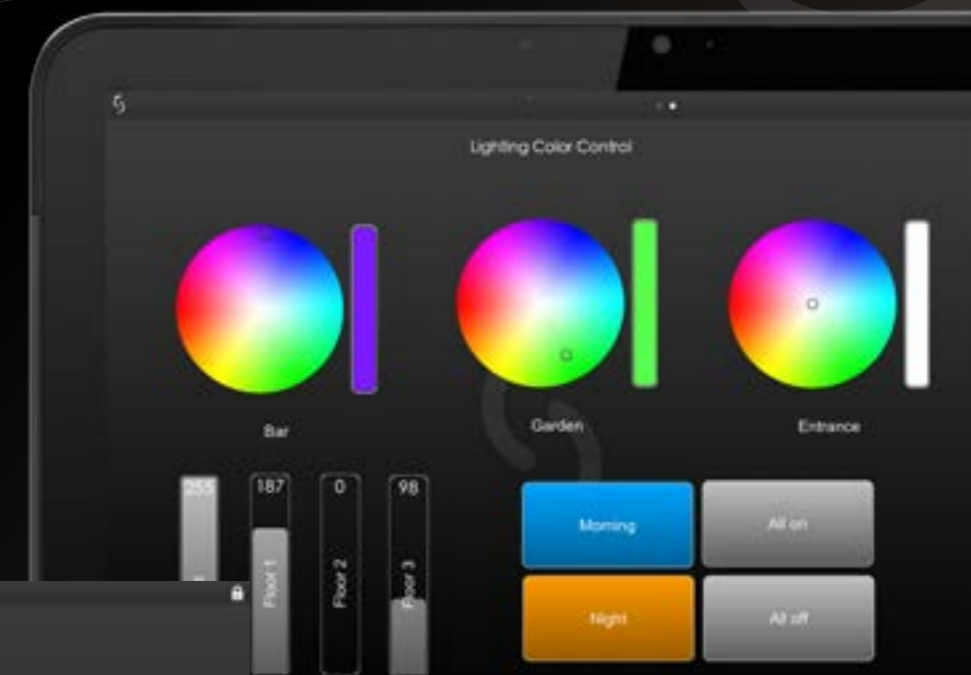 Lighting Color Control
Bar
Garden
Entrance
255
187
0
98
Floor 1
Floor 2
Floor 3
Morning
All on
Night
All off